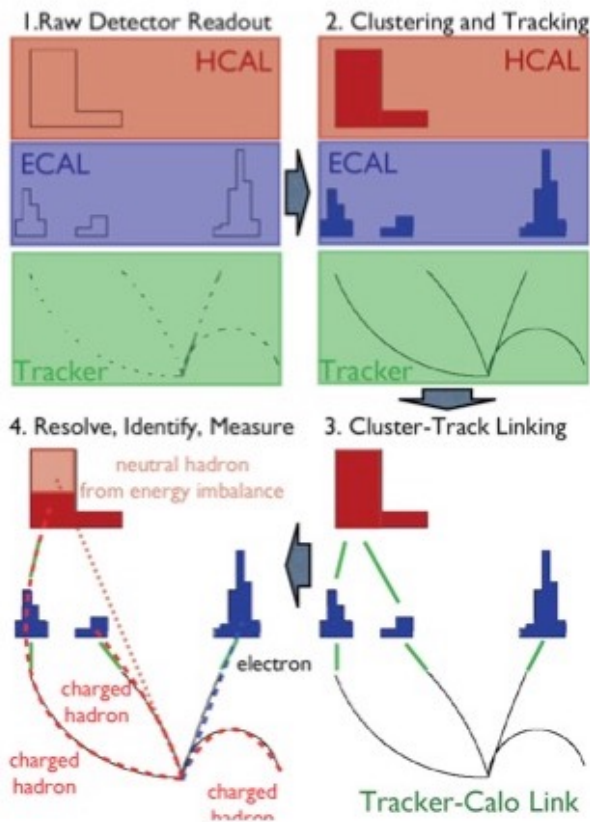 1.Raw Detector Readout
HCAL
ECAL
Tracker
2. Clustering and Tracking
HCAL
ECAL
Tracker
3. Cluster-Track Linking
Tracker-Calo Link
4. Resolve, Identify, Measure
neutral hadron
from energy imbalance
electron
charged
hadron
charged
hadron
charged
hadron